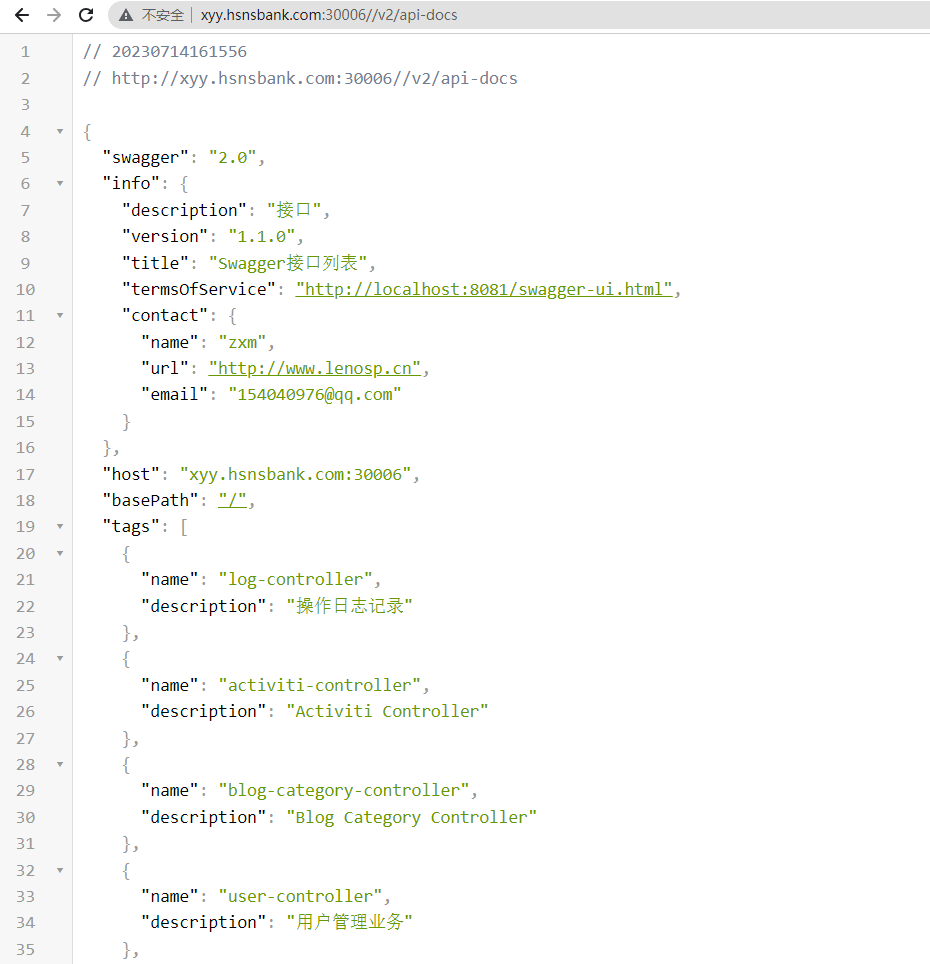 不安全 | xyy.hsnsbank.com:30006//v2/api-docs
1 // 20230714161556
2 // http://xyy.hsnsbank.com:30006//v2/api-docs
3
4 {
5 "swagger": "2.0",
6 "info": {
7 "description": "接口",
8 "version": "1.1.0",
9 "title": "Swagger接口列表",
10 "termsOfService": "http://localhost:8081/swagger-ui.html",
11 "contact": {
12 "name": "zxm",
13 "url": "http://www.lenosp.cn",
14 "email": "154040976@qq.com"
15 }
16 },
17 "host": "xyy.hsnsbank.com:30006",
18 "basePath": "/",
19 "tags": [
20 {
21 "name": "log-controller",
22 "description": "操作日志记录"
23 },
24 {
25 "name": "activiti-controller",
26 "description": "Activiti Controller"
27 },
28 {
29 "name": "blog-category-controller",
30 "description": "Blog Category Controller"
31 },
32 {
33 "name": "user-controller",
34 "description": "用户管理业务"
35 },